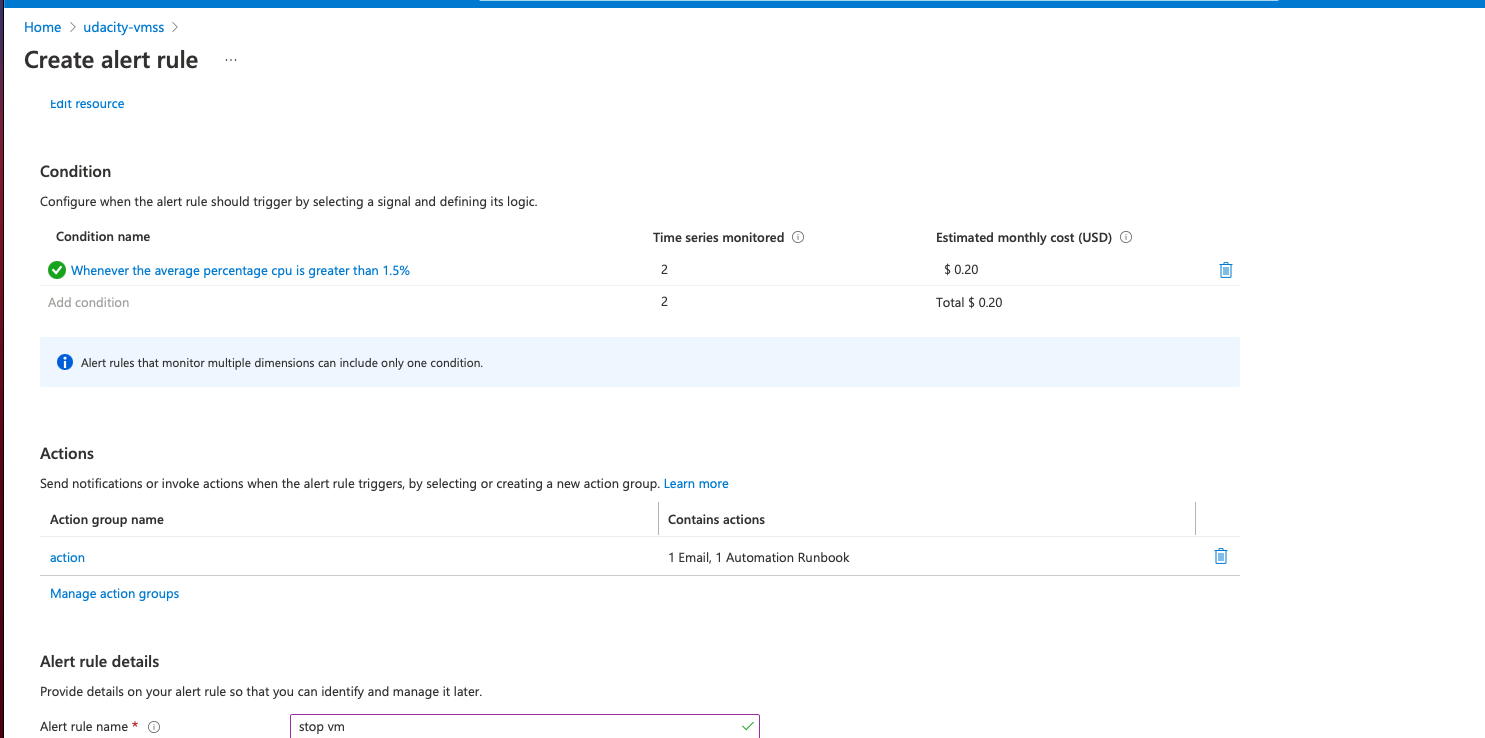 Home > udacity-vmss >
Create alert rule ...
Edit resource
Condition
Configure when the alert rule should trigger by selecting a signal and defining its logic.
Condition name Time series monitored Estimated monthly cost (USD)
Whenever the average percentage cpu is greater than 1.5% 2 $ 0.20
Add condition 2 Total $ 0.20
Alert rules that monitor multiple dimensions can include only one condition.
Actions
Send notifications or invoke actions when the alert rule triggers, by selecting or creating a new action group. Learn more
Action group name Contains actions
action 1 Email, 1 Automation Runbook
Manage action groups
Alert rule details
Provide details on your alert rule so that you can identify and manage it later.
Alert rule name * stop vm